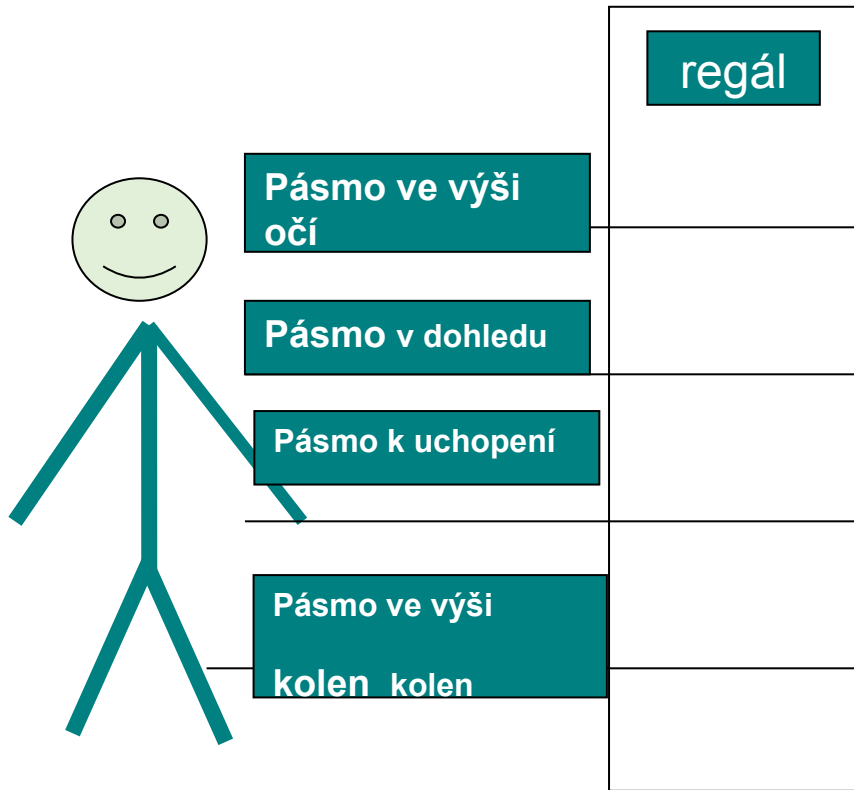 regál
Pásmo ve výši
očí
Pásmo v dohledu
Pásmo k uchopení
Pásmo ve výši
kolen kolen